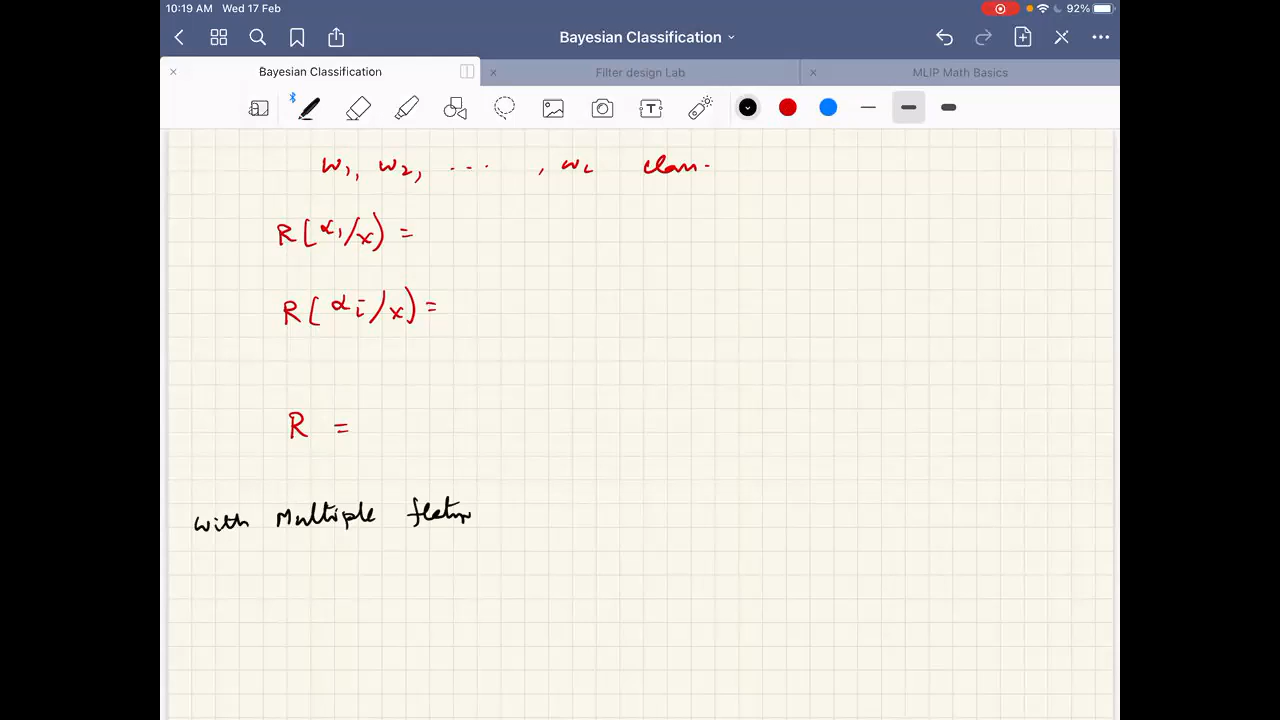 10:19 AM Wed 17 Feb 92%
Bayesian Classification
Bayesian Classification Filter design Lab MLIP Math Basics
w1, w2, ... , wc class.
R(α1/x) =
R(αi/x) =
R =
with Multiple